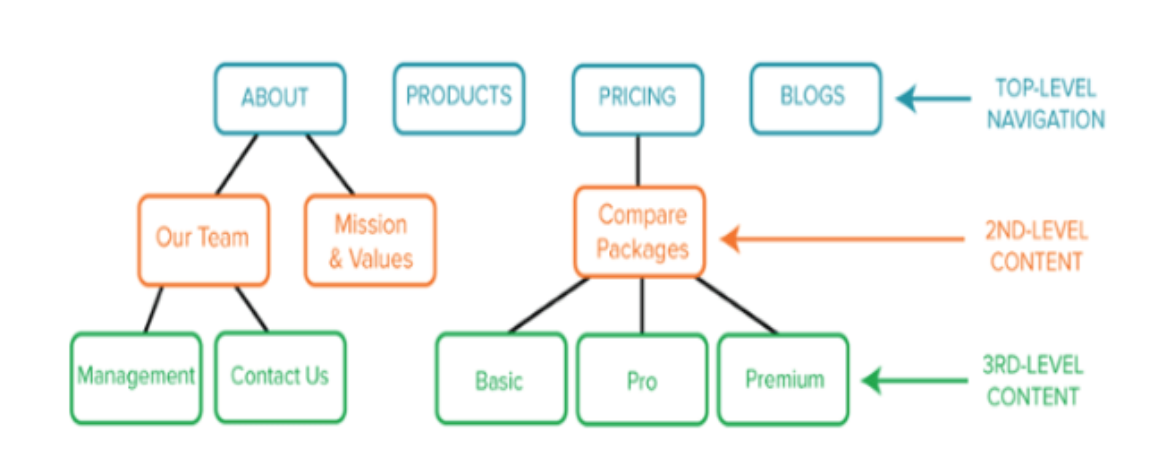 ABOUT
PRODUCTS
PRICING
BLOGS
TOP-LEVEL
NAVIGATION
Our Team
Mission
& Values
Compare
Packages
2ND-LEVEL
CONTENT
Management
Contact Us
Basic
Pro
Premium
3RD-LEVEL
CONTENT